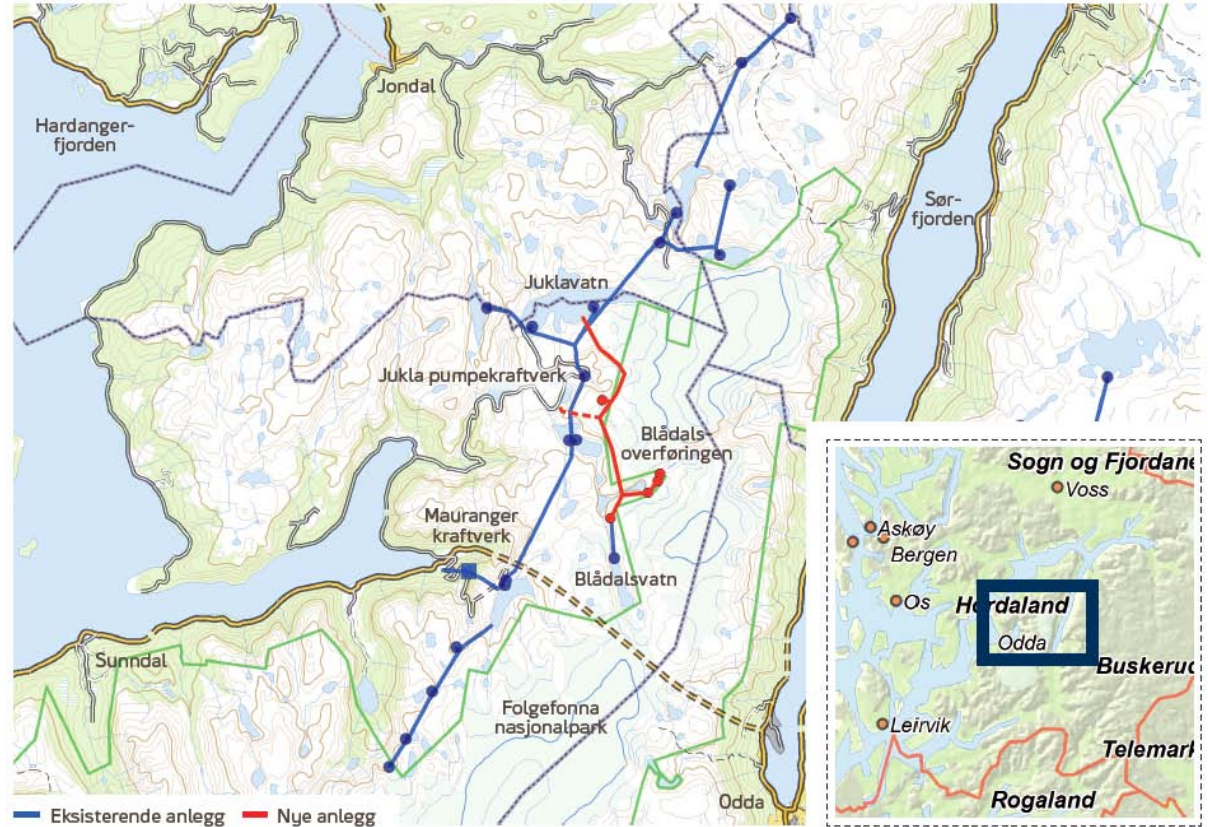 Jondal
Hardanger-
fjorden
Sør-
fjorden
Juklavatn
Jukla pumpekraftverk
Blådals-
overføringen
Mauranger
kraftverk
Blådalsvatn
Sunndal
Folgefonna
nasjonalpark
Odda
Eksisterende anlegg
Nye anlegg
Sogn og Fjordane
Voss
Askøy
Bergen
Os
Hordaland
Odda
Buskerud
Leirvik
Telemark
Rogaland